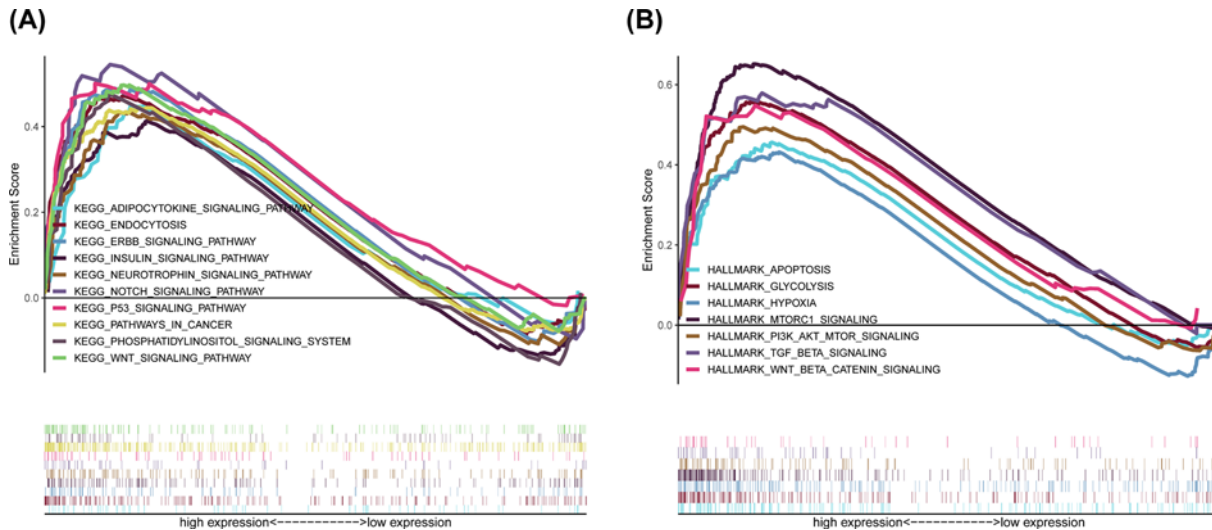 (A)
Enrichment Score
0.4
0.2
0.0
KEGG_ADIPOCYTOKINE_SIGNALING_PATHWAY
KEGG_ENDOCYTOSIS
KEGG_ERBB_SIGNALING_PATHWAY
KEGG_INSULIN_SIGNALING_PATHWAY
KEGG_NEUROTROPHIN_SIGNALING_PATHWAY
KEGG_NOTCH_SIGNALING_PATHWAY
KEGG_P53_SIGNALING_PATHWAY
KEGG_PATHWAYS_IN_CANCER
KEGG_PHOSPHATIDYLINOSITOL_SIGNALING_SYSTEM
KEGG_WNT_SIGNALING_PATHWAY
high expression<----------->low expression
(B)
Enrichment Score
0.6
0.4
0.2
0.0
HALLMARK_APOPTOSIS
HALLMARK_GLYCOLYSIS
HALLMARK_HYPOXIA
HALLMARK_MTORC1_SIGNALING
HALLMARK_PI3K_AKT_MTOR_SIGNALING
HALLMARK_TGF_BETA_SIGNALING
HALLMARK_WNT_BETA_CATENIN_SIGNALING
high expression<----------->low expression